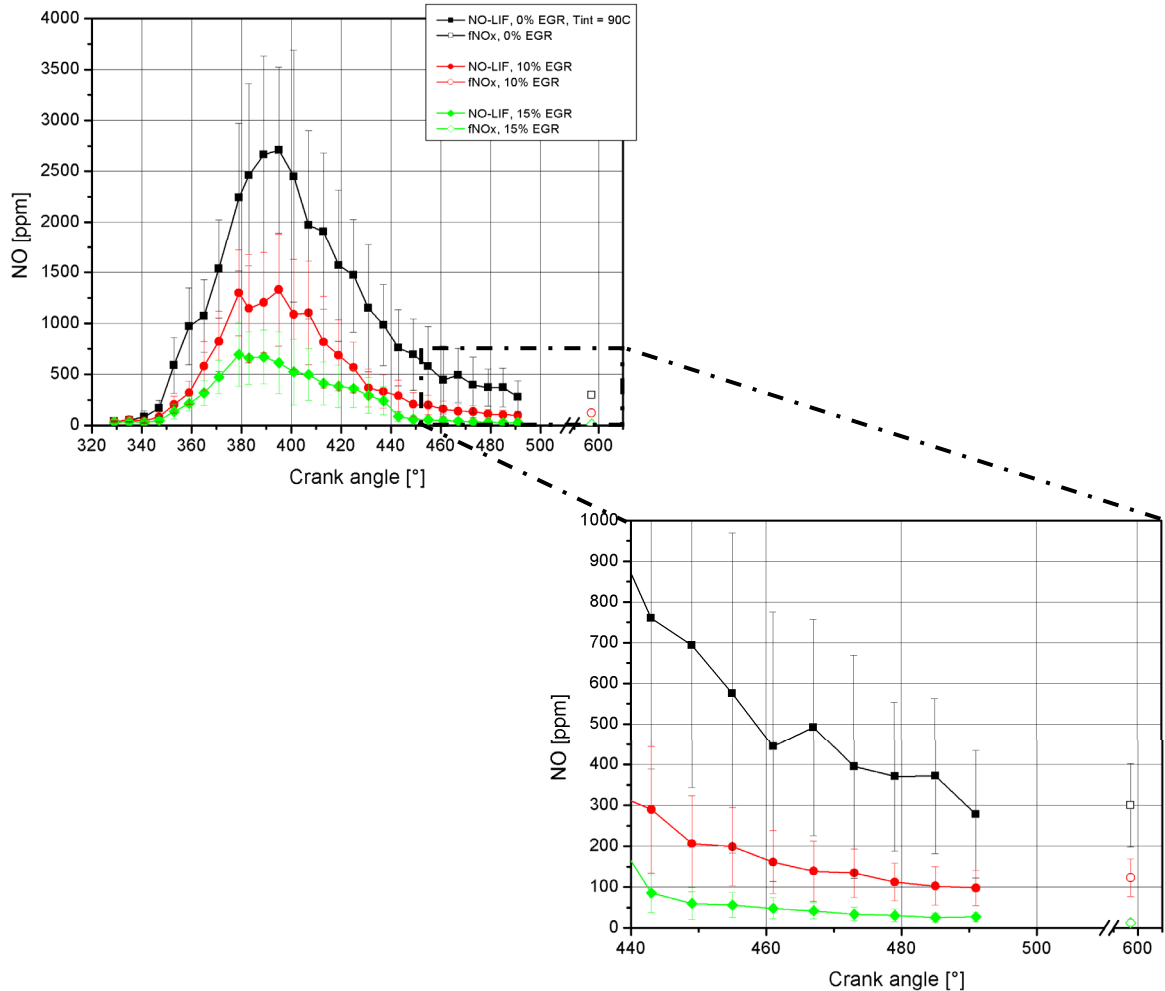 NO-LIF, 0% EGR, Tint = 90C
fNOx, 0% EGR
NO-LIF, 10% EGR
fNOx, 10% EGR
NO-LIF, 15% EGR
fNOx, 15% EGR
4000
3500
3000
2500
2000
1500
1000
500
0
NO [ppm]
320 340 360 380 400 420 440 460 480 500 600
Crank angle [°]
1000
900
800
700
600
500
400
300
200
100
0
NO [ppm]
440 460 480 500 600
Crank angle [°]